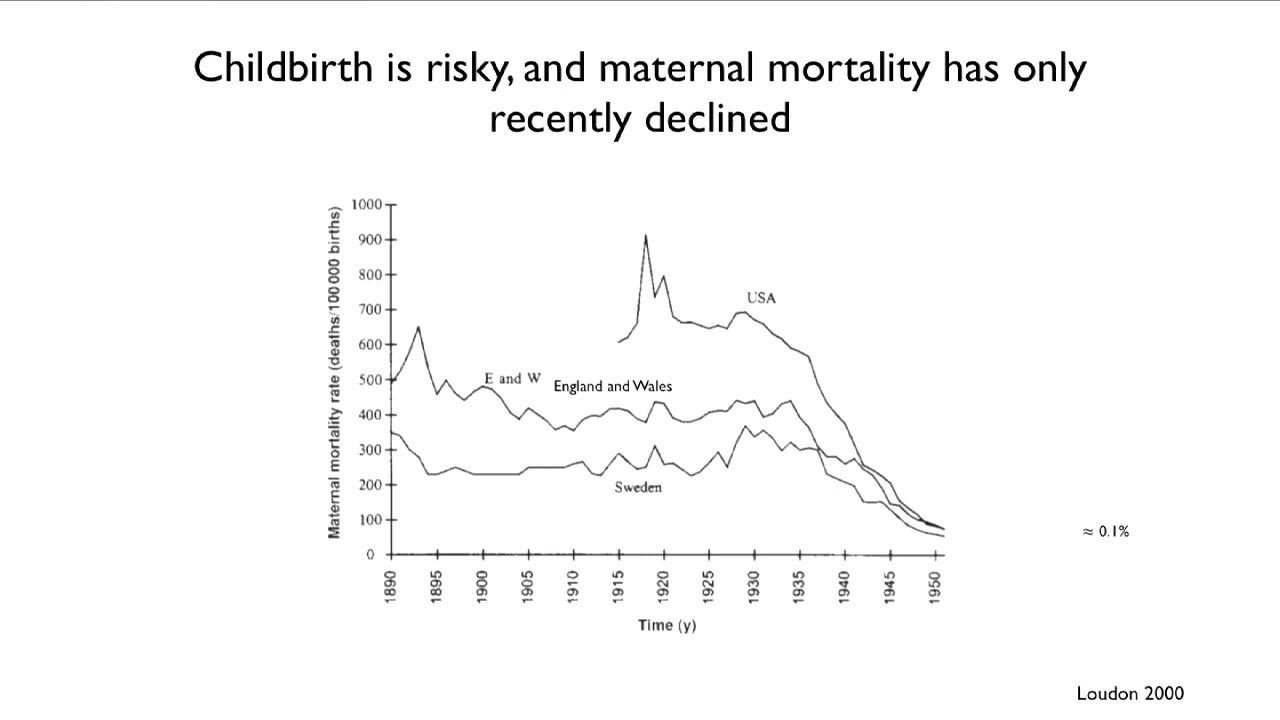 Childbirth is risky, and maternal mortality has only
recently declined
Maternal mortality rate (deaths/100 000 births)
1000
900
800
700
600
500
400
300
200
100
0
USA
E and W
England and Wales
Sweden
≈ 0.1%
1890
1895
1900
1905
1910
1915
1920
1925
1930
1935
1940
1945
1950
Time (y)
Loudon 2000